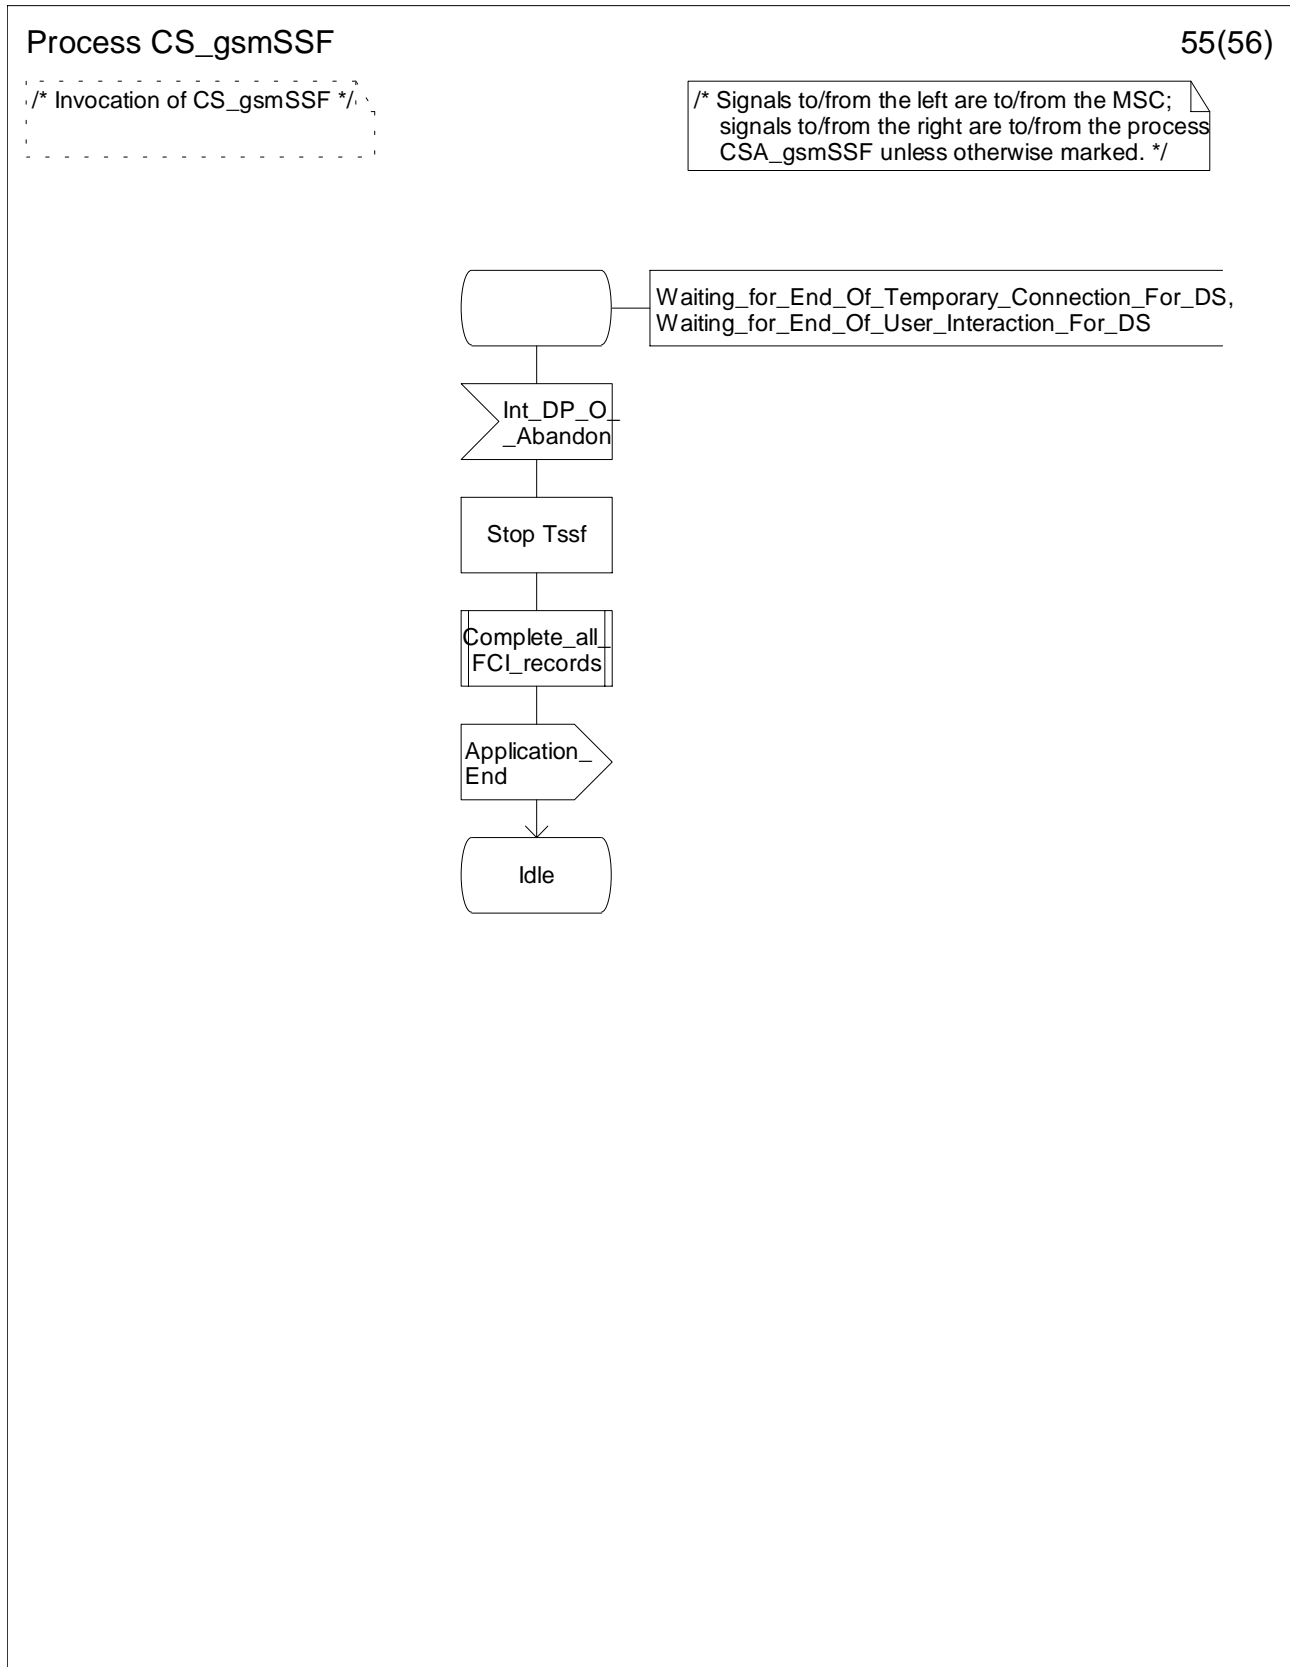 Process CS_gsmSSF
55(56)
/* Invocation of CS_gsmSSF */
/* Signals to/from the left are to/from the MSC;
signals to/from the right are to/from the process
CSA_gsmSSF unless otherwise marked. */
Waiting_for_End_Of_Temporary_Connection_For_DS,
Waiting_for_End_Of_User_Interaction_For_DS
Int_DP_O_
_Abandon
Stop Tssf
Complete_all_
FCI_records
Application_
End
Idle